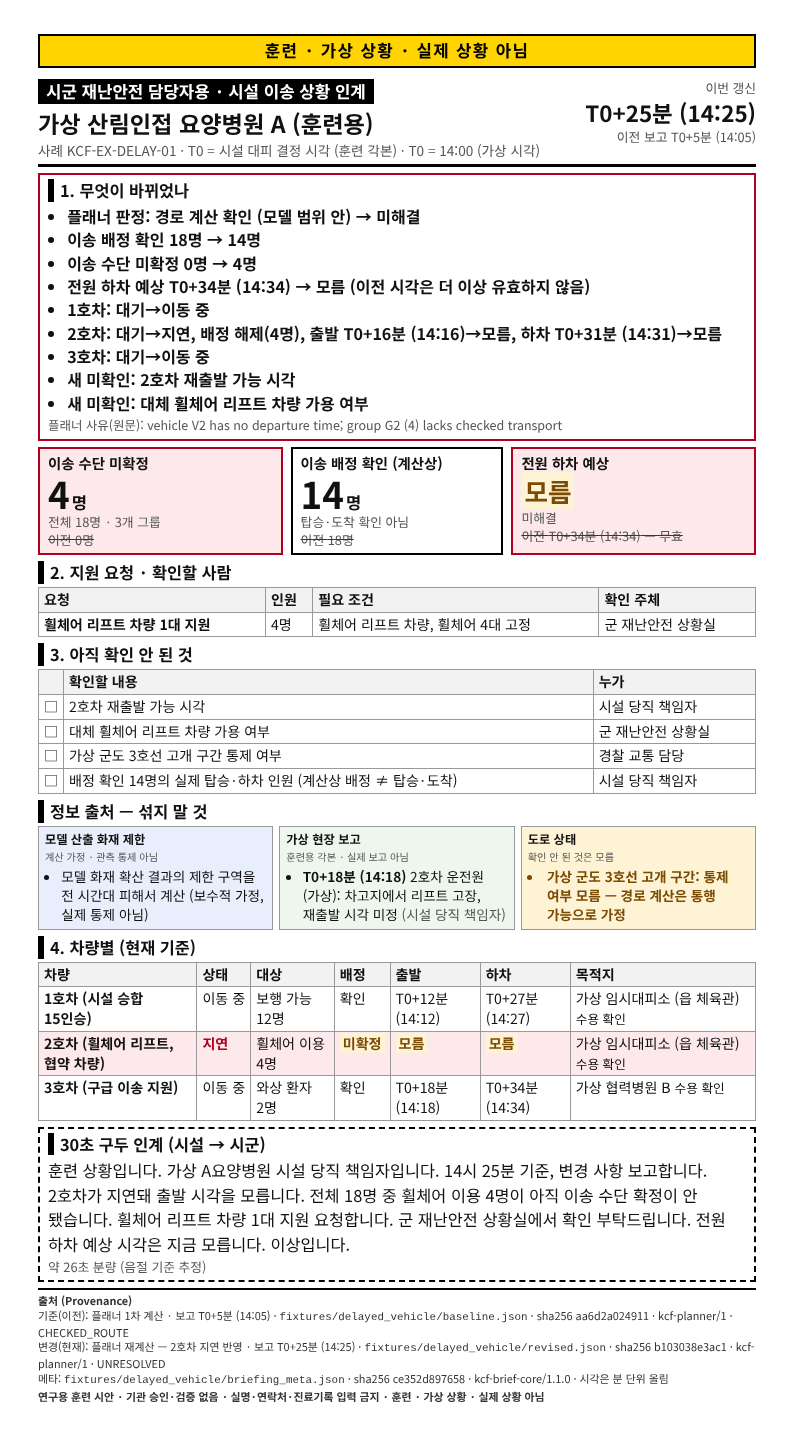 훈련 · 가상 상황 · 실제 상황 아님
시군 재난안전 담당자용 · 시설 이송 상황 인계
가상 산림인접 요양병원 A (훈련용)
사례 KCF-EX-DELAY-01 · T0 = 시설 대피 결정 시각 (훈련 각본) · T0 = 14:00 (가상 시각)
이번 갱신
T0+25분 (14:25)
이전 보고 T0+5분 (14:05)
1. 무엇이 바뀌었나
• 플래너 판정: 경로 계산 확인 (모델 범위 안) → 미해결
• 이송 배정 확인 18명 → 14명
• 이송 수단 미확정 0명 → 4명
• 전원 하차 예상 T0+34분 (14:34) → 모름 (이전 시각은 더 이상 유효하지 않음)
• 1호차: 대기→이동 중
• 2호차: 대기→지연, 배정 해제(4명), 출발 T0+16분 (14:16)→모름, 하차 T0+31분 (14:31)→모름
• 3호차: 대기→이동 중
• 새 미확인: 2호차 재출발 가능 시각
• 새 미확인: 대체 휠체어 리프트 차량 가용 여부
플래너 사유(원문): vehicle V2 has no departure time; group G2 (4) lacks checked transport
이송 수단 미확정
4명
전체 18명 · 3개 그룹
이전 0명
이송 배정 확인 (계산상)
14명
탑승·도착 확인 아님
이전 18명
전원 하차 예상
모름
미해결
이전 T0+34분 (14:34) — 무효
2. 지원 요청 · 확인할 사람
요청 인원 필요 조건 확인 주체
휠체어 리프트 차량 1대 지원 4명 휠체어 리프트 차량, 휠체어 4대 고정 군 재난안전 상황실
3. 아직 확인 안 된 것
확인할 내용 누가
☐ 2호차 재출발 가능 시각 시설 당직 책임자
☐ 대체 휠체어 리프트 차량 가용 여부 군 재난안전 상황실
☐ 가상 군도 3호선 고개 구간 통제 여부 경찰 교통 담당
☐ 배정 확인 14명의 실제 탑승·하차 인원 (계산상 배정 ≠ 탑승·도착) 시설 당직 책임자
정보 출처 — 섞지 말 것
모델 산출 화재 제한
계산 가정 · 관측 통제 아님
• 모델 화재 확산 결과의 제한 구역을
전 시간대 피해서 계산 (보수적 가정,
실제 통제 아님)
가상 현장 보고
훈련용 각본 · 실제 보고 아님
• T0+18분 (14:18) 2호차 운전원
(가상): 차고지에서 리프트 고장,
재출발 시각 미정 (시설 당직 책임자)
도로 상태
확인 안 된 것은 모름
• 가상 군도 3호선 고개 구간: 통제
여부 모름 — 경로 계산은 통행
가능으로 가정
4. 차량별 (현재 기준)
차량 상태 대상 배정 출발 하차 목적지
1호차 (시설 승합 이동 중 보행 가능 확인 T0+12분 T0+27분 가상 임시대피소 (읍 체육관)
15인승) 12명 (14:12) (14:27) 수용 확인
2호차 (휠체어 리프트, 지연 휠체어 이용 미확정 모름 모름 가상 임시대피소 (읍 체육관)
협약 차량) 4명 수용 확인
3호차 (구급 이송 지원) 이동 중 와상 환자 확인 T0+18분 T0+34분 가상 협력병원 B 수용 확인
2명 (14:18) (14:34)
30초 구두 인계 (시설 → 시군)
훈련 상황입니다. 가상 A요양병원 시설 당직 책임자입니다. 14시 25분 기준, 변경 사항 보고합니다.
2호차가 지연돼 출발 시각을 모릅니다. 전체 18명 중 휠체어 이용 4명이 아직 이송 수단 확정이 안
됐습니다. 휠체어 리프트 차량 1대 지원 요청합니다. 군 재난안전 상황실에서 확인 부탁드립니다. 전원
하차 예상 시각은 지금 모릅니다. 이상입니다.
약 26초 분량 (음절 기준 추정)
출처 (Provenance)
기준(이전): 플래너 1차 계산 · 보고 T0+5분 (14:05) · fixtures/delayed_vehicle/baseline.json · sha256 aa6d2a024911 · kcf-planner/1 ·
CHECKED_ROUTE
변경(현재): 플래너 재계산 — 2호차 지연 반영 · 보고 T0+25분 (14:25) · fixtures/delayed_vehicle/revised.json · sha256 b103038e3ac1 · kcf-
planner/1 · UNRESOLVED
메타: fixtures/delayed_vehicle/briefing_meta.json · sha256 ce352d897658 · kcf-brief-core/1.1.0 · 시각은 분 단위 올림
연구용 훈련 시안 · 기관 승인·검증 없음 · 실명·연락처·진료기록 입력 금지 · 훈련 · 가상 상황 · 실제 상황 아님